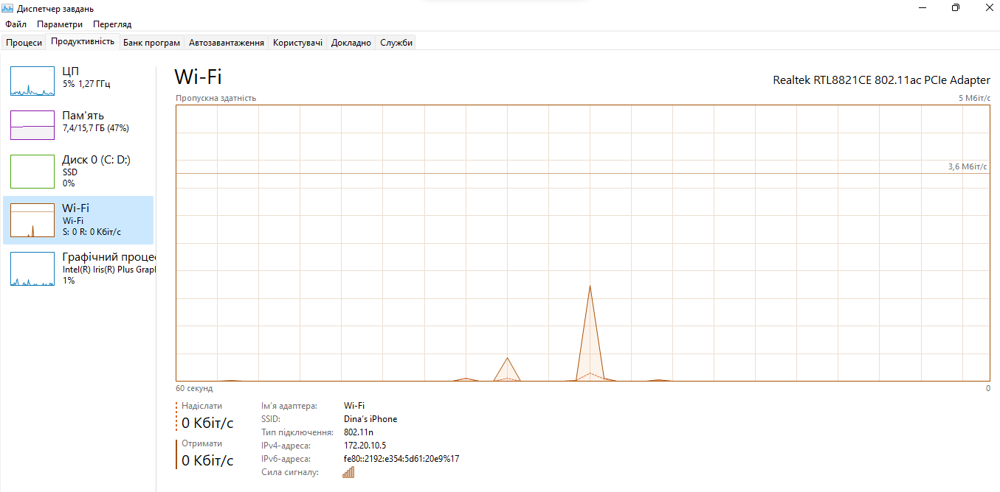 Диспетчер завдань
Файл Параметри Перегляд
Процеси Продуктивність Банк програм Автозавантаження Користувачі Докладно Служби
ЦП
5% 1,27 ГГц
Пам'ять
7,4/15,7 ГБ (47%)
Диск 0 (C: D:)
SSD
0%
Wi-Fi
Wi-Fi
S: 0 R: 0 Кбіт/с
Графічний процес
Intel(R) Iris(R) Plus Grapl
1%
Wi-Fi
Realtek RTL8821CE 802.11ac PCIe Adapter
Пропускна здатність 5 Мбіт/с
3,6 Мбіт/с
60 секунд 0
Надіслати
0 Кбіт/с
Отримати
0 Кбіт/с
Ім'я адаптера: Wi-Fi
SSID: Dina's iPhone
Тип підключення: 802.11n
IPv4-адреса: 172.20.10.5
IPv6-адреса: fe80::2192:e354:5d61:20e9%17
Сила сигналу: